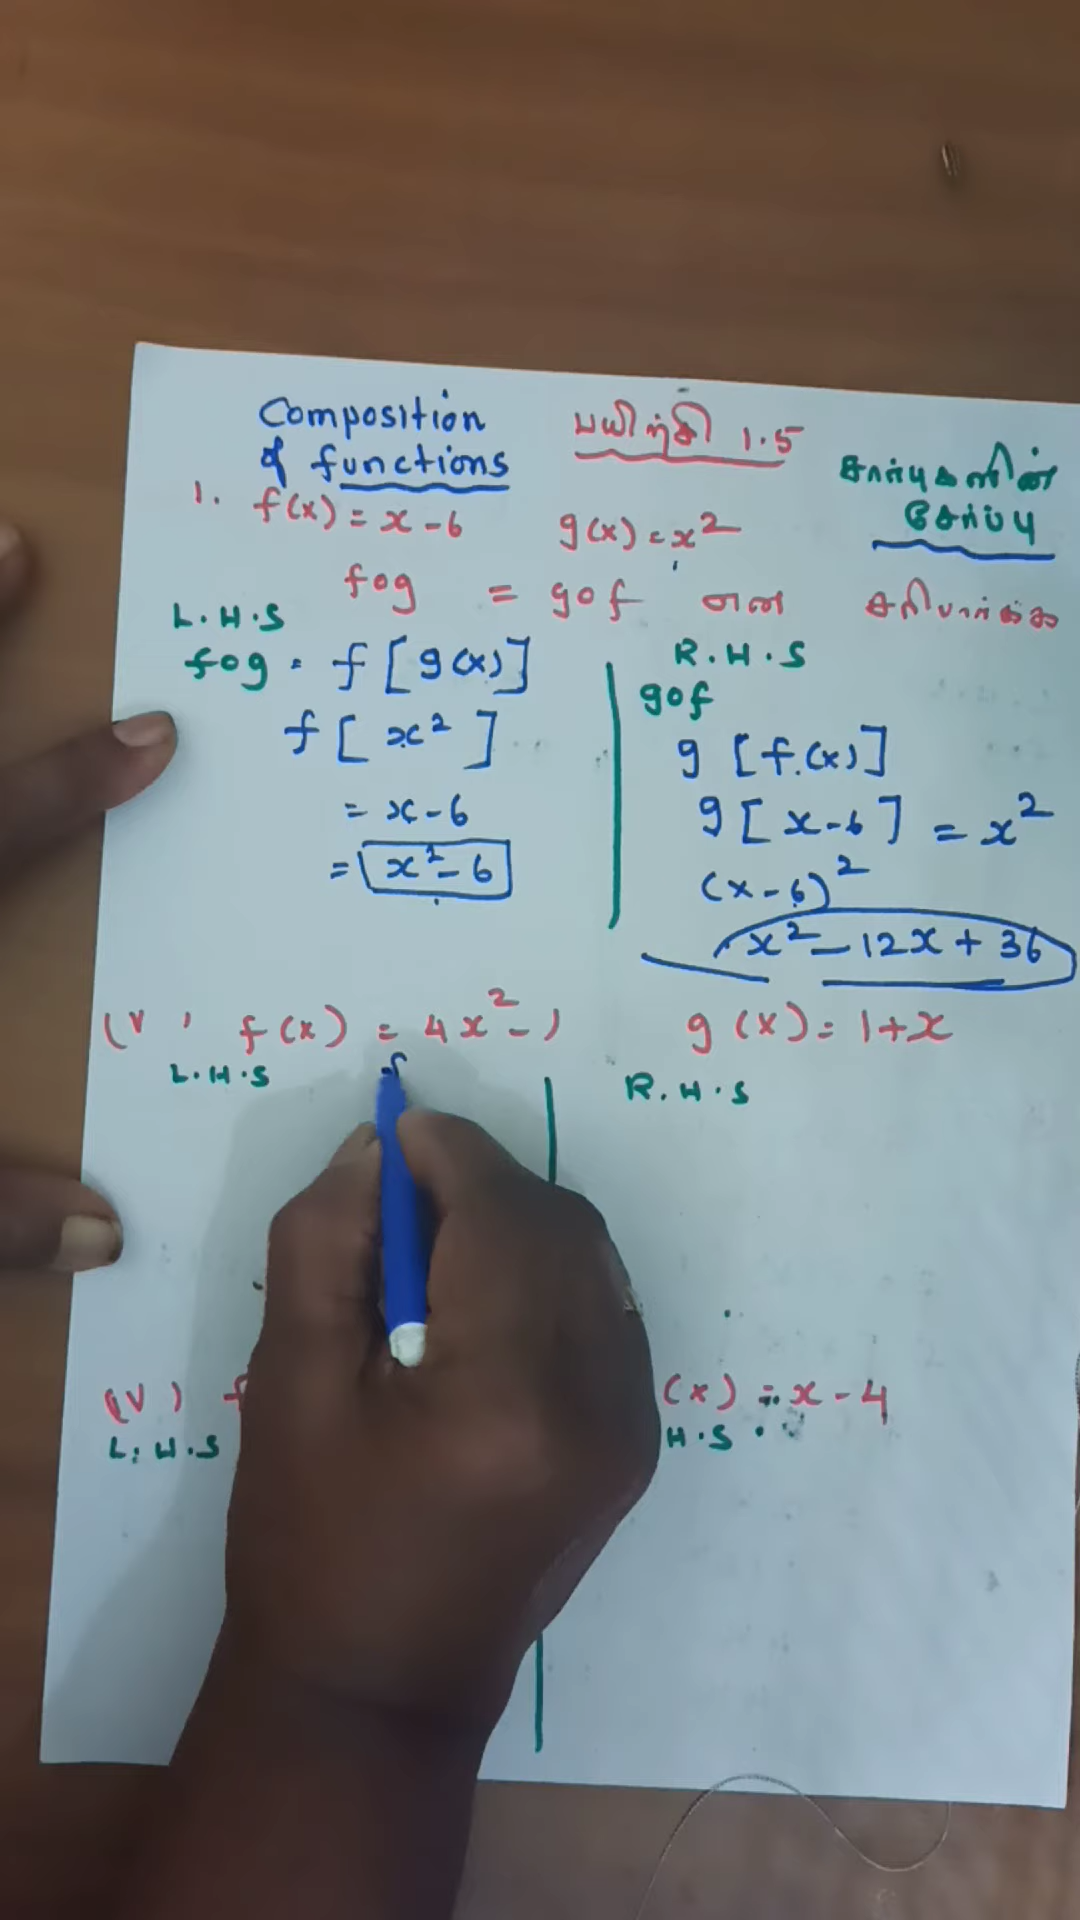 Composition
of functions
பயிற்சி 1.5
சார்புகளின்
சேர்ப்பு
1. f(x) = x - 6
g(x) = x²
fog = gof என சரிபார்க்க
L.H.S
fog = f [g(x)]
f [ x² ]
= x - 6
= x² - 6
R.H.S
gof
g [f(x)]
g [ x-6 ] = x²
(x - 6)²
x² - 12x + 36
(v) f(x) = 4x² - 1
g(x) = 1+x
L.H.S
f
R.H.S
(v) f
(x) = x - 4
L.H.S
H.S